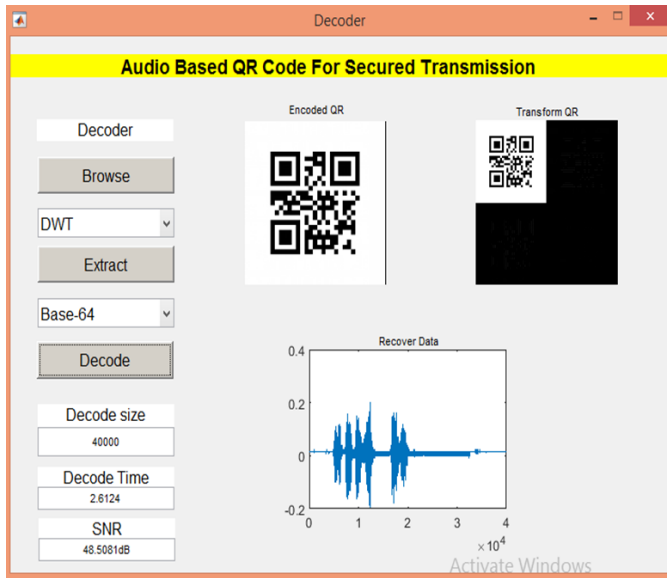 Decoder
Audio Based QR Code For Secured Transmission
Decoder
Browse
DWT
Extract
Base-64
Decode
Decode size
40000
Decode Time
2.6124
SNR
48.5081dB
Encoded QR
Transform QR
Recover Data
0.4
0.2
0
-0.2
0 1 2 3 4
×10⁴
Activate Windows